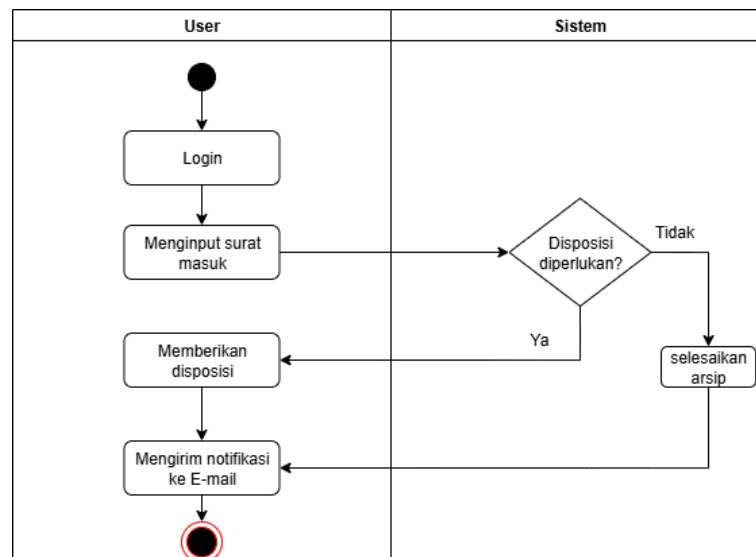 User
Sistem
Login
Menginput surat
masuk
Disposisi
diperlukan?
Tidak
Ya
Memberikan
disposisi
selesaikan
arsip
Mengirim notifikasi
ke E-mail